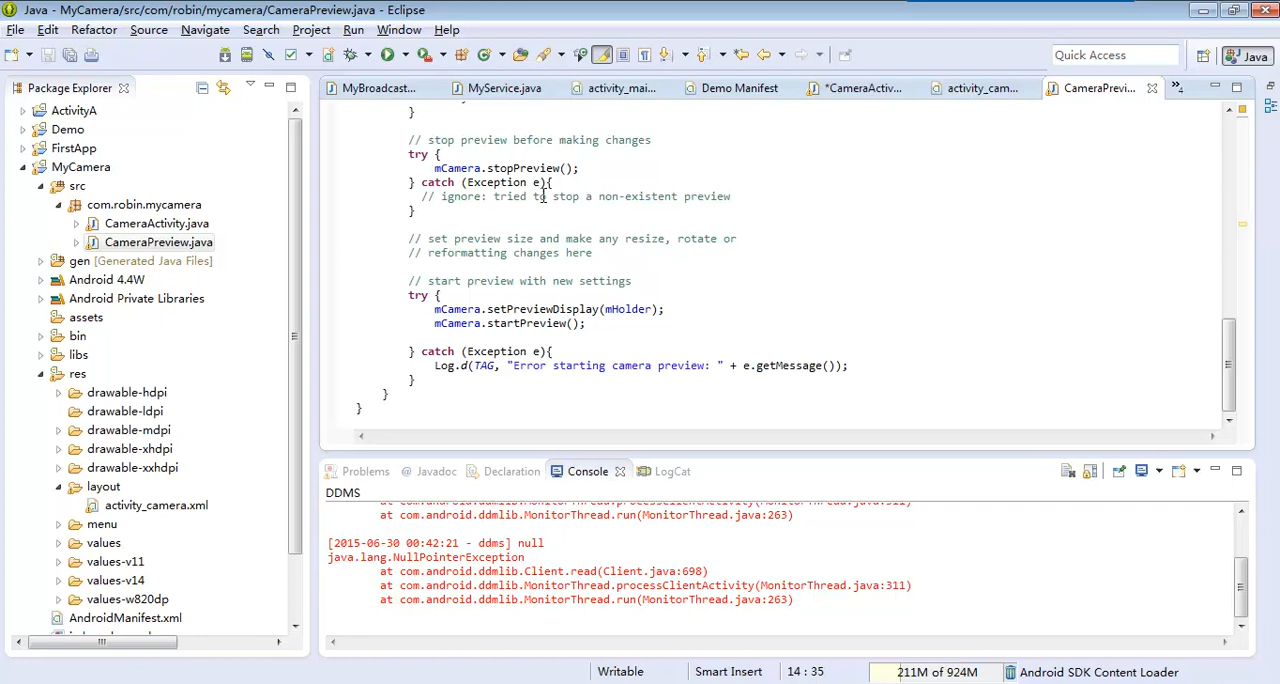 Java - MyCamera/src/com/robin/mycamera/CameraPreview.java - Eclipse
File Edit Refactor Source Navigate Search Project Run Window Help
Quick Access
Java
Package Explorer
MyBroadcast...
MyService.java
activity_mai...
Demo Manifest
*CameraActiv...
activity_cam...
CameraPrevi...
»4
ActivityA
Demo
FirstApp
MyCamera
src
com.robin.mycamera
CameraActivity.java
CameraPreview.java
gen [Generated Java Files]
Android 4.4W
Android Private Libraries
assets
bin
libs
res
drawable-hdpi
drawable-ldpi
drawable-mdpi
drawable-xhdpi
drawable-xxhdpi
layout
activity_camera.xml
menu
values
values-v11
values-v14
values-w820dp
AndroidManifest.xml
}
// stop preview before making changes
try {
mCamera.stopPreview();
} catch (Exception e){
// ignore: tried to stop a non-existent preview
}
// set preview size and make any resize, rotate or
// reformatting changes here
// start preview with new settings
try {
mCamera.setPreviewDisplay(mHolder);
mCamera.startPreview();
} catch (Exception e){
Log.d(TAG, "Error starting camera preview: " + e.getMessage());
}
}
}
Problems @ Javadoc Declaration Console LogCat
DDMS
at com.android.ddmlib.MonitorThread.processClientActivity(MonitorThread.java:311)
at com.android.ddmlib.MonitorThread.run(MonitorThread.java:263)
[2015-06-30 00:42:21 - ddms] null
java.lang.NullPointerException
at com.android.ddmlib.Client.read(Client.java:698)
at com.android.ddmlib.MonitorThread.processClientActivity(MonitorThread.java:311)
at com.android.ddmlib.MonitorThread.run(MonitorThread.java:263)
Writable
Smart Insert
14 : 35
211M of 924M
Android SDK Content Loader